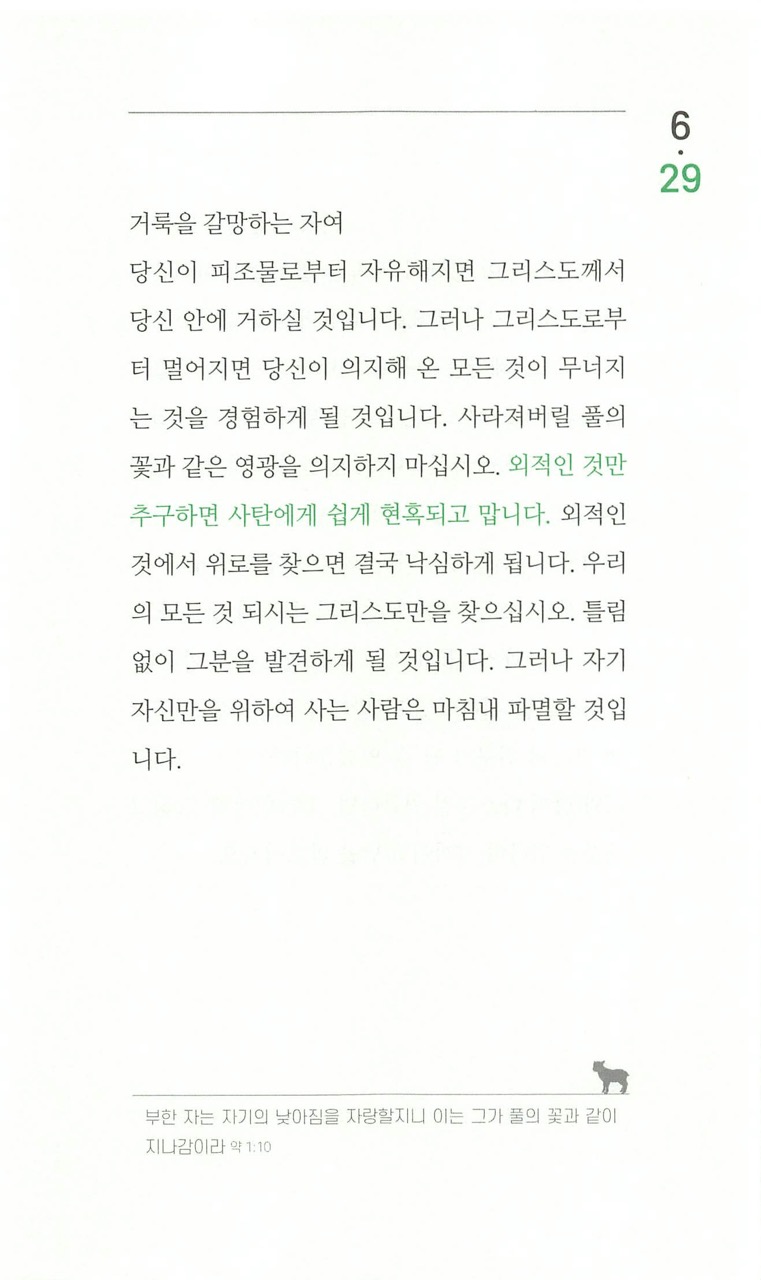 6
·
29
거룩을 갈망하는 자여
당신이 피조물로부터 자유해지면 그리스도께서
당신 안에 거하실 것입니다. 그러나 그리스도로부
터 멀어지면 당신이 의지해 온 모든 것이 무너지
는 것을 경험하게 될 것입니다. 사라져버릴 풀의
꽃과 같은 영광을 의지하지 마십시오. 외적인 것만
추구하면 사탄에게 쉽게 현혹되고 맙니다. 외적인
것에서 위로를 찾으면 결국 낙심하게 됩니다. 우리
의 모든 것 되시는 그리스도만을 찾으십시오. 틀림
없이 그분을 발견하게 될 것입니다. 그러나 자기
자신만을 위하여 사는 사람은 마침내 파멸할 것입
니다.
부한 자는 자기의 낮아짐을 자랑할지니 이는 그가 풀의 꽃과 같이
지나감이라 약 1:10